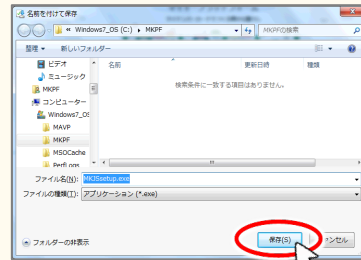 名前を付けて保存
« Windows7_OS (C:) ▸ MKPF
MKPFの検索
整理 ▾ 新しいフォルダー
ビデオ
ミュージック
MKPF
コンピューター
Windows7_OS
MAVP
MKPF
MSOCache
PerfLogs
名前 更新日時 種類
検索条件に一致する項目はありません。
ファイル名(N): MKJSsetup.exe
ファイルの種類(T): アプリケーション (*.exe)
フォルダーの非表示
保存(S)
ャンセル